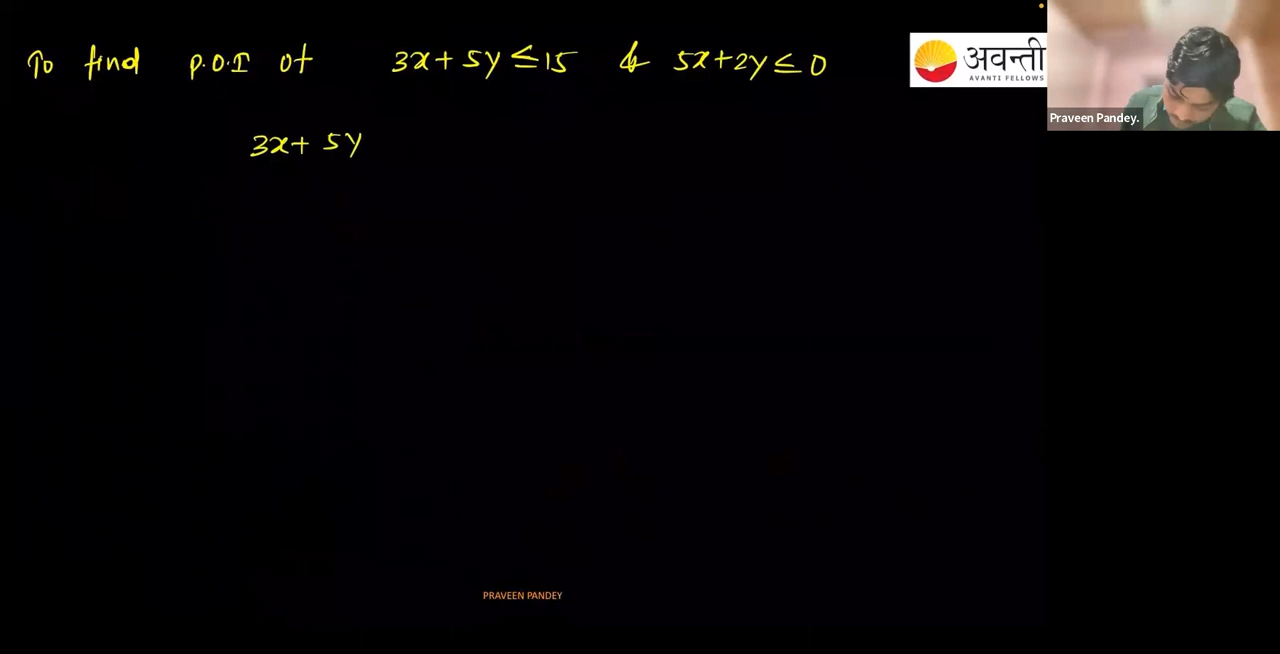 To find P.O.I of 3x + 5y ≤ 15 & 5x + 2y ≤ 0
अवन्ती
AVANTI FELLOWS
Praveen Pandey.
3x + 5y
PRAVEEN PANDEY